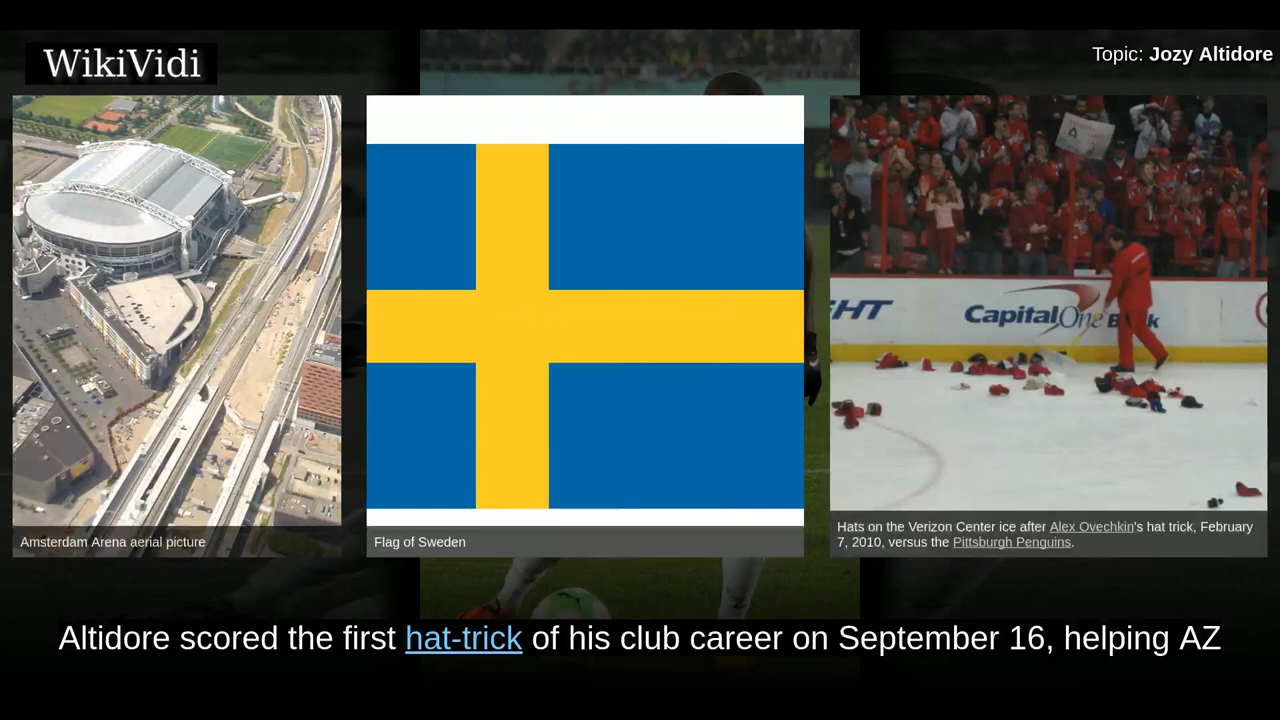 WikiVidi
Topic: Jozy Altidore
Amsterdam Arena aerial picture
Flag of Sweden
CapitalOne Bank
Hats on the Verizon Center ice after Alex Ovechkin's hat trick, February
7, 2010, versus the Pittsburgh Penguins.
Altidore scored the first hat-trick of his club career on September 16, helping AZ